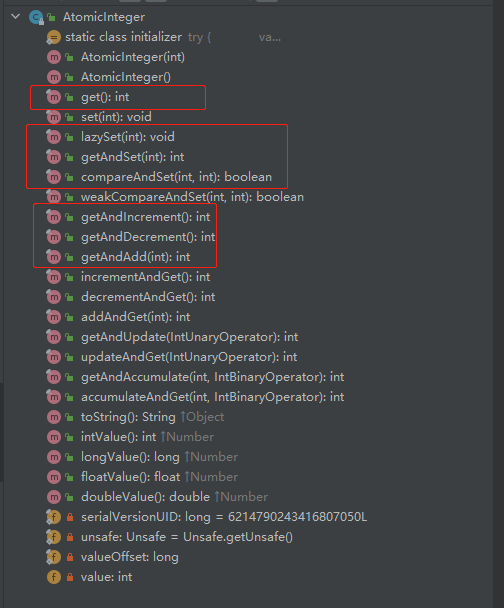 AtomicInteger
static class initializer try { va...
AtomicInteger(int)
AtomicInteger()
get(): int
set(int): void
lazySet(int): void
getAndSet(int): int
compareAndSet(int, int): boolean
weakCompareAndSet(int, int): boolean
getAndIncrement(): int
getAndDecrement(): int
getAndAdd(int): int
incrementAndGet(): int
decrementAndGet(): int
addAndGet(int): int
getAndUpdate(IntUnaryOperator): int
updateAndGet(IntUnaryOperator): int
getAndAccumulate(int, IntBinaryOperator): int
accumulateAndGet(int, IntBinaryOperator): int
toString(): String ↑Object
intValue(): int ↑Number
longValue(): long ↑Number
floatValue(): float ↑Number
doubleValue(): double ↑Number
serialVersionUID: long = 6214790243416807050L
unsafe: Unsafe = Unsafe.getUnsafe()
valueOffset: long
value: int